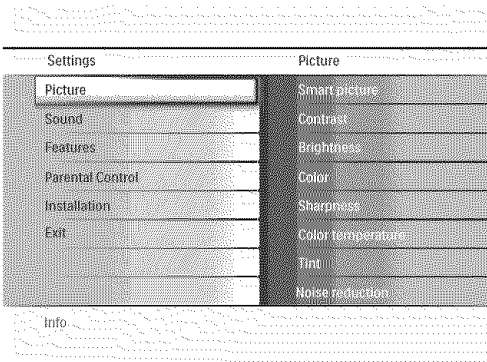 Settings
Picture
Picture
Smart picture
Sound
Contrast
Features
Brightness
Parental Control
Color
Installation
Sharpness
Exit
Color temperature
Tint
Noise reduction
Info